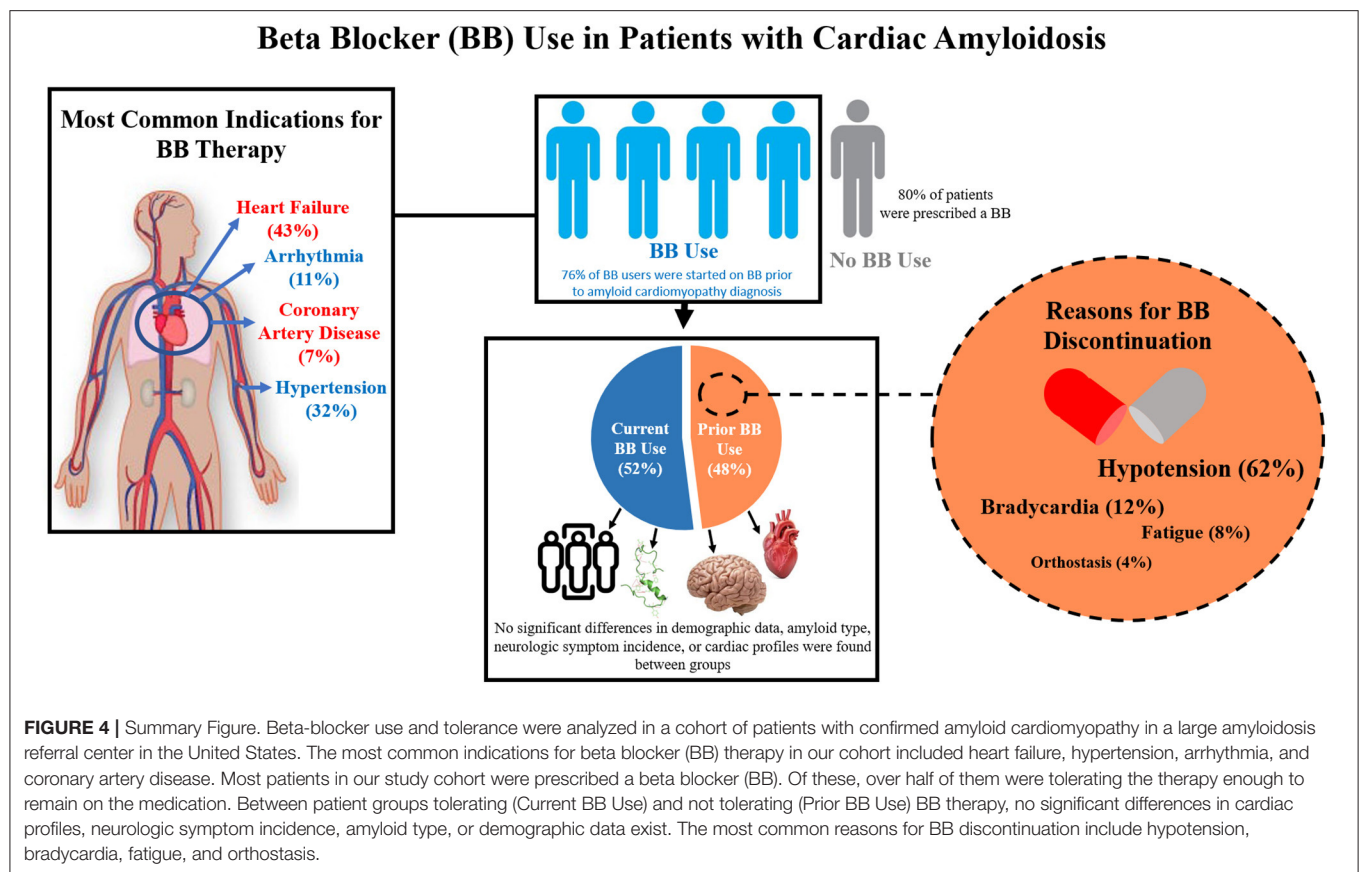 Beta Blocker (BB) Use in Patients with Cardiac Amyloidosis
Most Common Indications for
BB Therapy
Heart Failure
(43%)
Arrhythmia
(11%)
Coronary
Artery Disease
(7%)
Hypertension
(32%)
BB Use
76% of BB users were started on BB prior
to amyloid cardiomyopathy diagnosis
80% of patients
were prescribed a BB
No BB Use
Current
BB Use
(52%)
Prior BB
Use
(48%)
No significant differences in demographic data, amyloid type,
neurologic symptom incidence, or cardiac profiles were found
between groups
Reasons for BB
Discontinuation
Hypotension (62%)
Bradycardia (12%)
Fatigue (8%)
Orthostasis (4%)
FIGURE 4 | Summary Figure. Beta-blocker use and tolerance were analyzed in a cohort of patients with confirmed amyloid cardiomyopathy in a large amyloidosis
referral center in the United States. The most common indications for beta blocker (BB) therapy in our cohort included heart failure, hypertension, arrhythmia, and
coronary artery disease. Most patients in our study cohort were prescribed a beta blocker (BB). Of these, over half of them were tolerating the therapy enough to
remain on the medication. Between patient groups tolerating (Current BB Use) and not tolerating (Prior BB Use) BB therapy, no significant differences in cardiac
profiles, neurologic symptom incidence, amyloid type, or demographic data exist. The most common reasons for BB discontinuation include hypotension,
bradycardia, fatigue, and orthostasis.